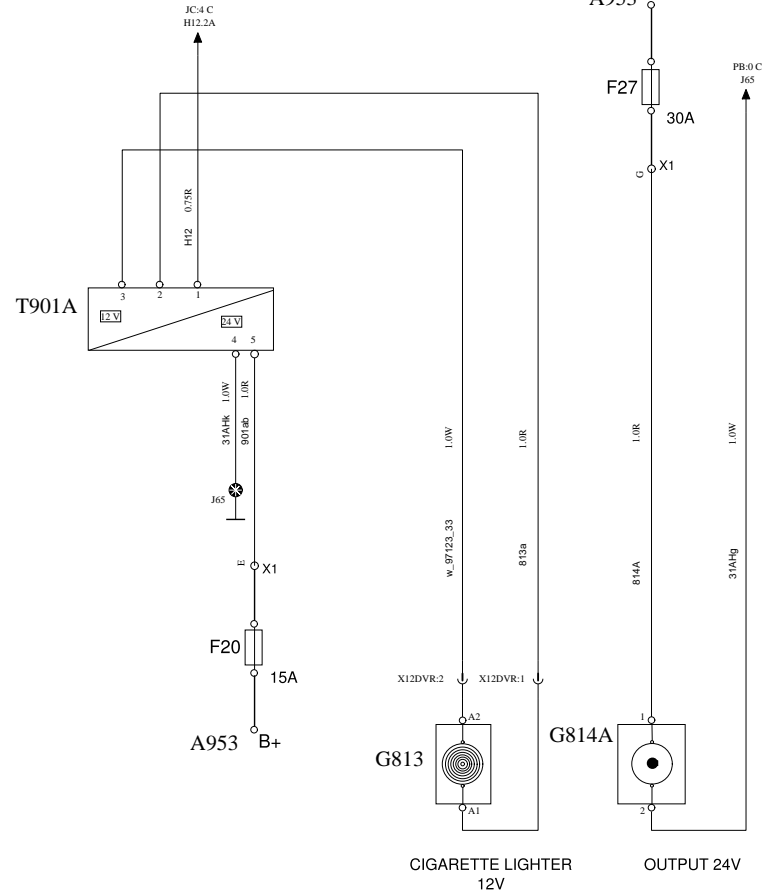 A953
JC:4 C
H12.2A
PB:0 C
J65
F27
30A
X1
G
H12 0.75R
3 2 1
T901A
12 V
24 V
4 5
31AHk 1.0W
901ab 1.0R
J65
E
X1
F20
15A
A953 B+
1.0W
1.0R
1.0R
1.0W
w_97123_33
813a
814A
31AHg
X12DVR:2 X12DVR:1
A2
G813
A1
1
G814A
2
CIGARETTE LIGHTER
12V
OUTPUT 24V